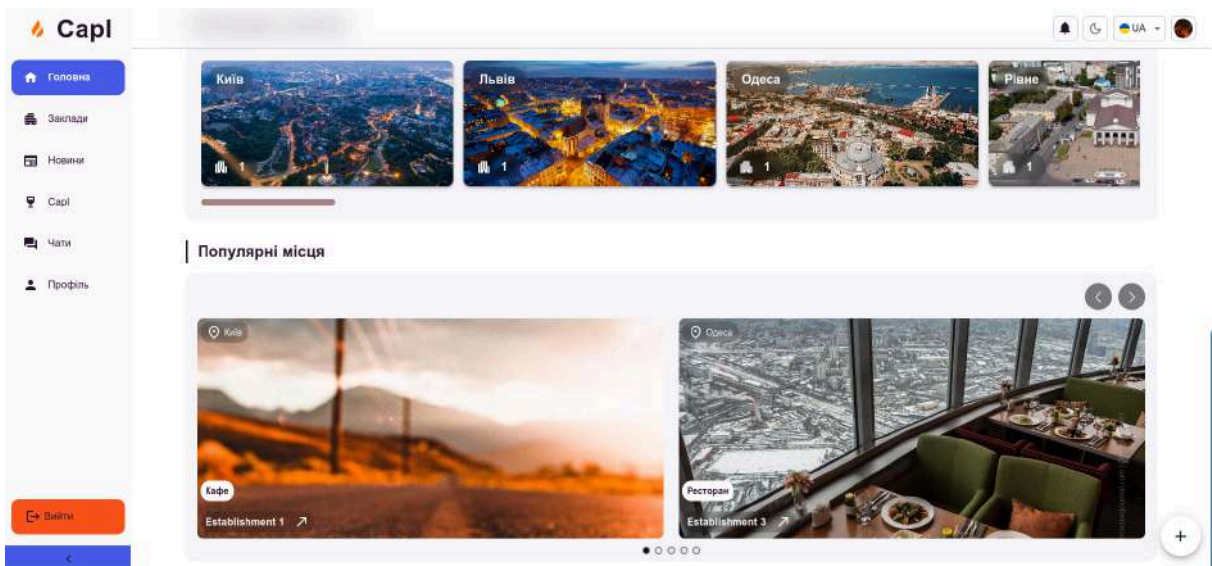 Capl
UA
Головна
Заклади
Новини
Capl
Чати
Профіль
Вийти
Київ
1
Львів
1
Одеса
1
Рівне
1
Популярні місця
Київ
Кафе
Establishment 1
Одеса
Ресторан
Establishment 3